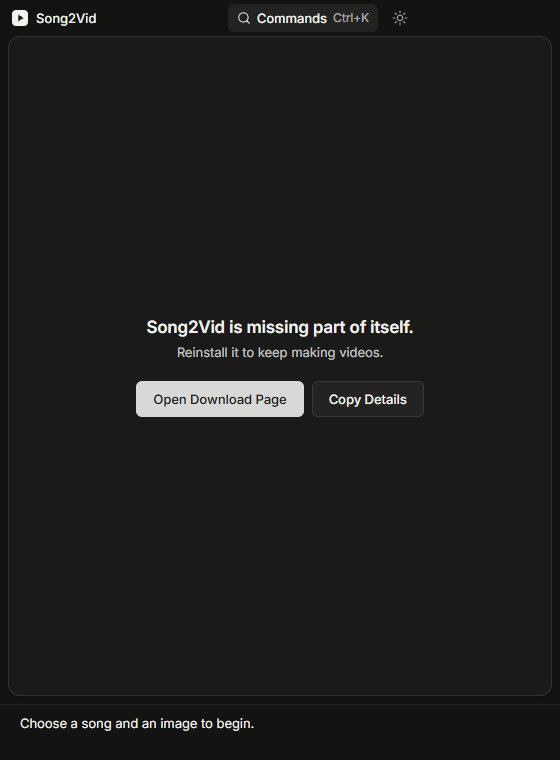 Song2Vid
Commands Ctrl+K
Song2Vid is missing part of itself.
Reinstall it to keep making videos.
Open Download Page
Copy Details
Choose a song and an image to begin.